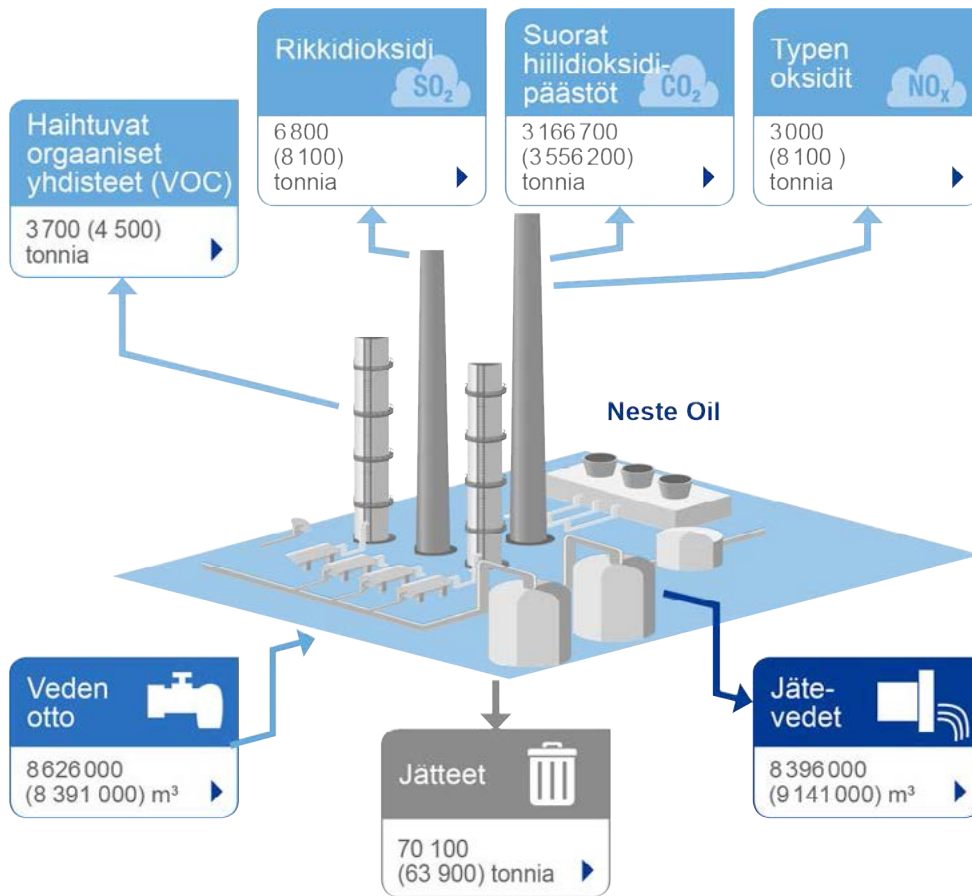 Haihtuvat
orgaaniset
yhdisteet (VOC)
3 700 (4 500)
tonnia
Rikkidioksidi
SO₂
6 800
(8 100)
tonnia
Suorat
hiilidioksidi-
päästöt
CO₂
3 166 700
(3 556 200)
tonnia
Typen
oksidit
NOₓ
3 000
(8 100 )
tonnia
Neste Oil
Veden
otto
8 626 000
(8 391 000) m³
Jätteet
70 100
(63 900) tonnia
Jäte-
vedet
8 396 000
(9 141 000) m³